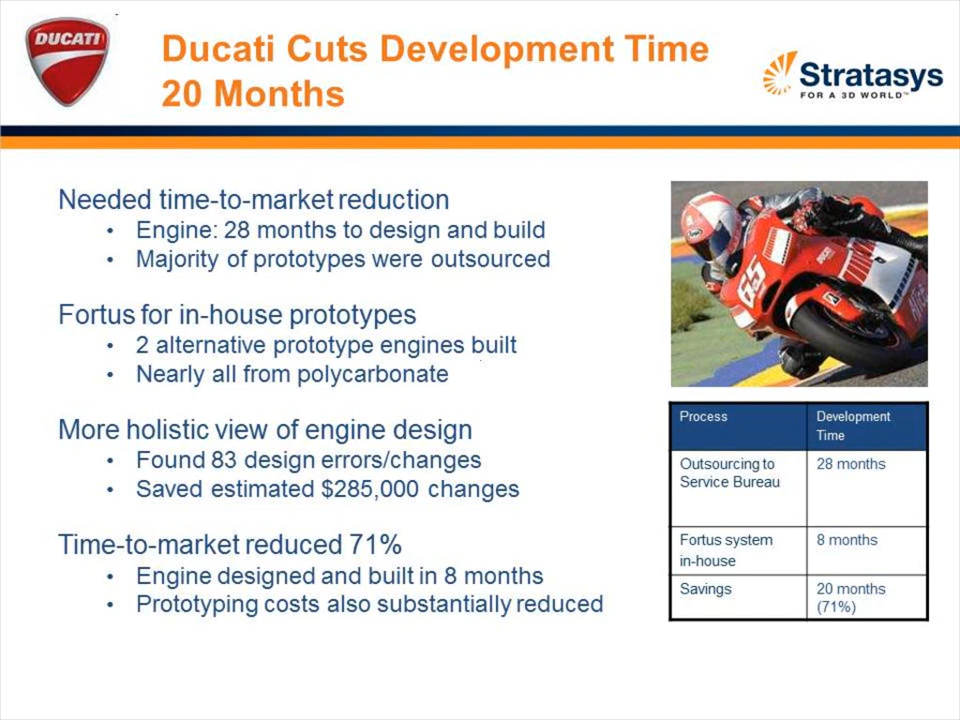 DUCATI
Ducati Cuts Development Time
20 Months
Stratasys
FOR A 3D WORLD™
Needed time-to-market reduction
• Engine: 28 months to design and build
• Majority of prototypes were outsourced
Fortus for in-house prototypes
• 2 alternative prototype engines built
• Nearly all from polycarbonate
More holistic view of engine design
• Found 83 design errors/changes
• Saved estimated $285,000 changes
Time-to-market reduced 71%
• Engine designed and built in 8 months
• Prototyping costs also substantially reduced
Arai
DUCATI
65
Process
Development
Time
Outsourcing to
Service Bureau
28 months
Fortus system
in-house
8 months
Savings
20 months
(71%)